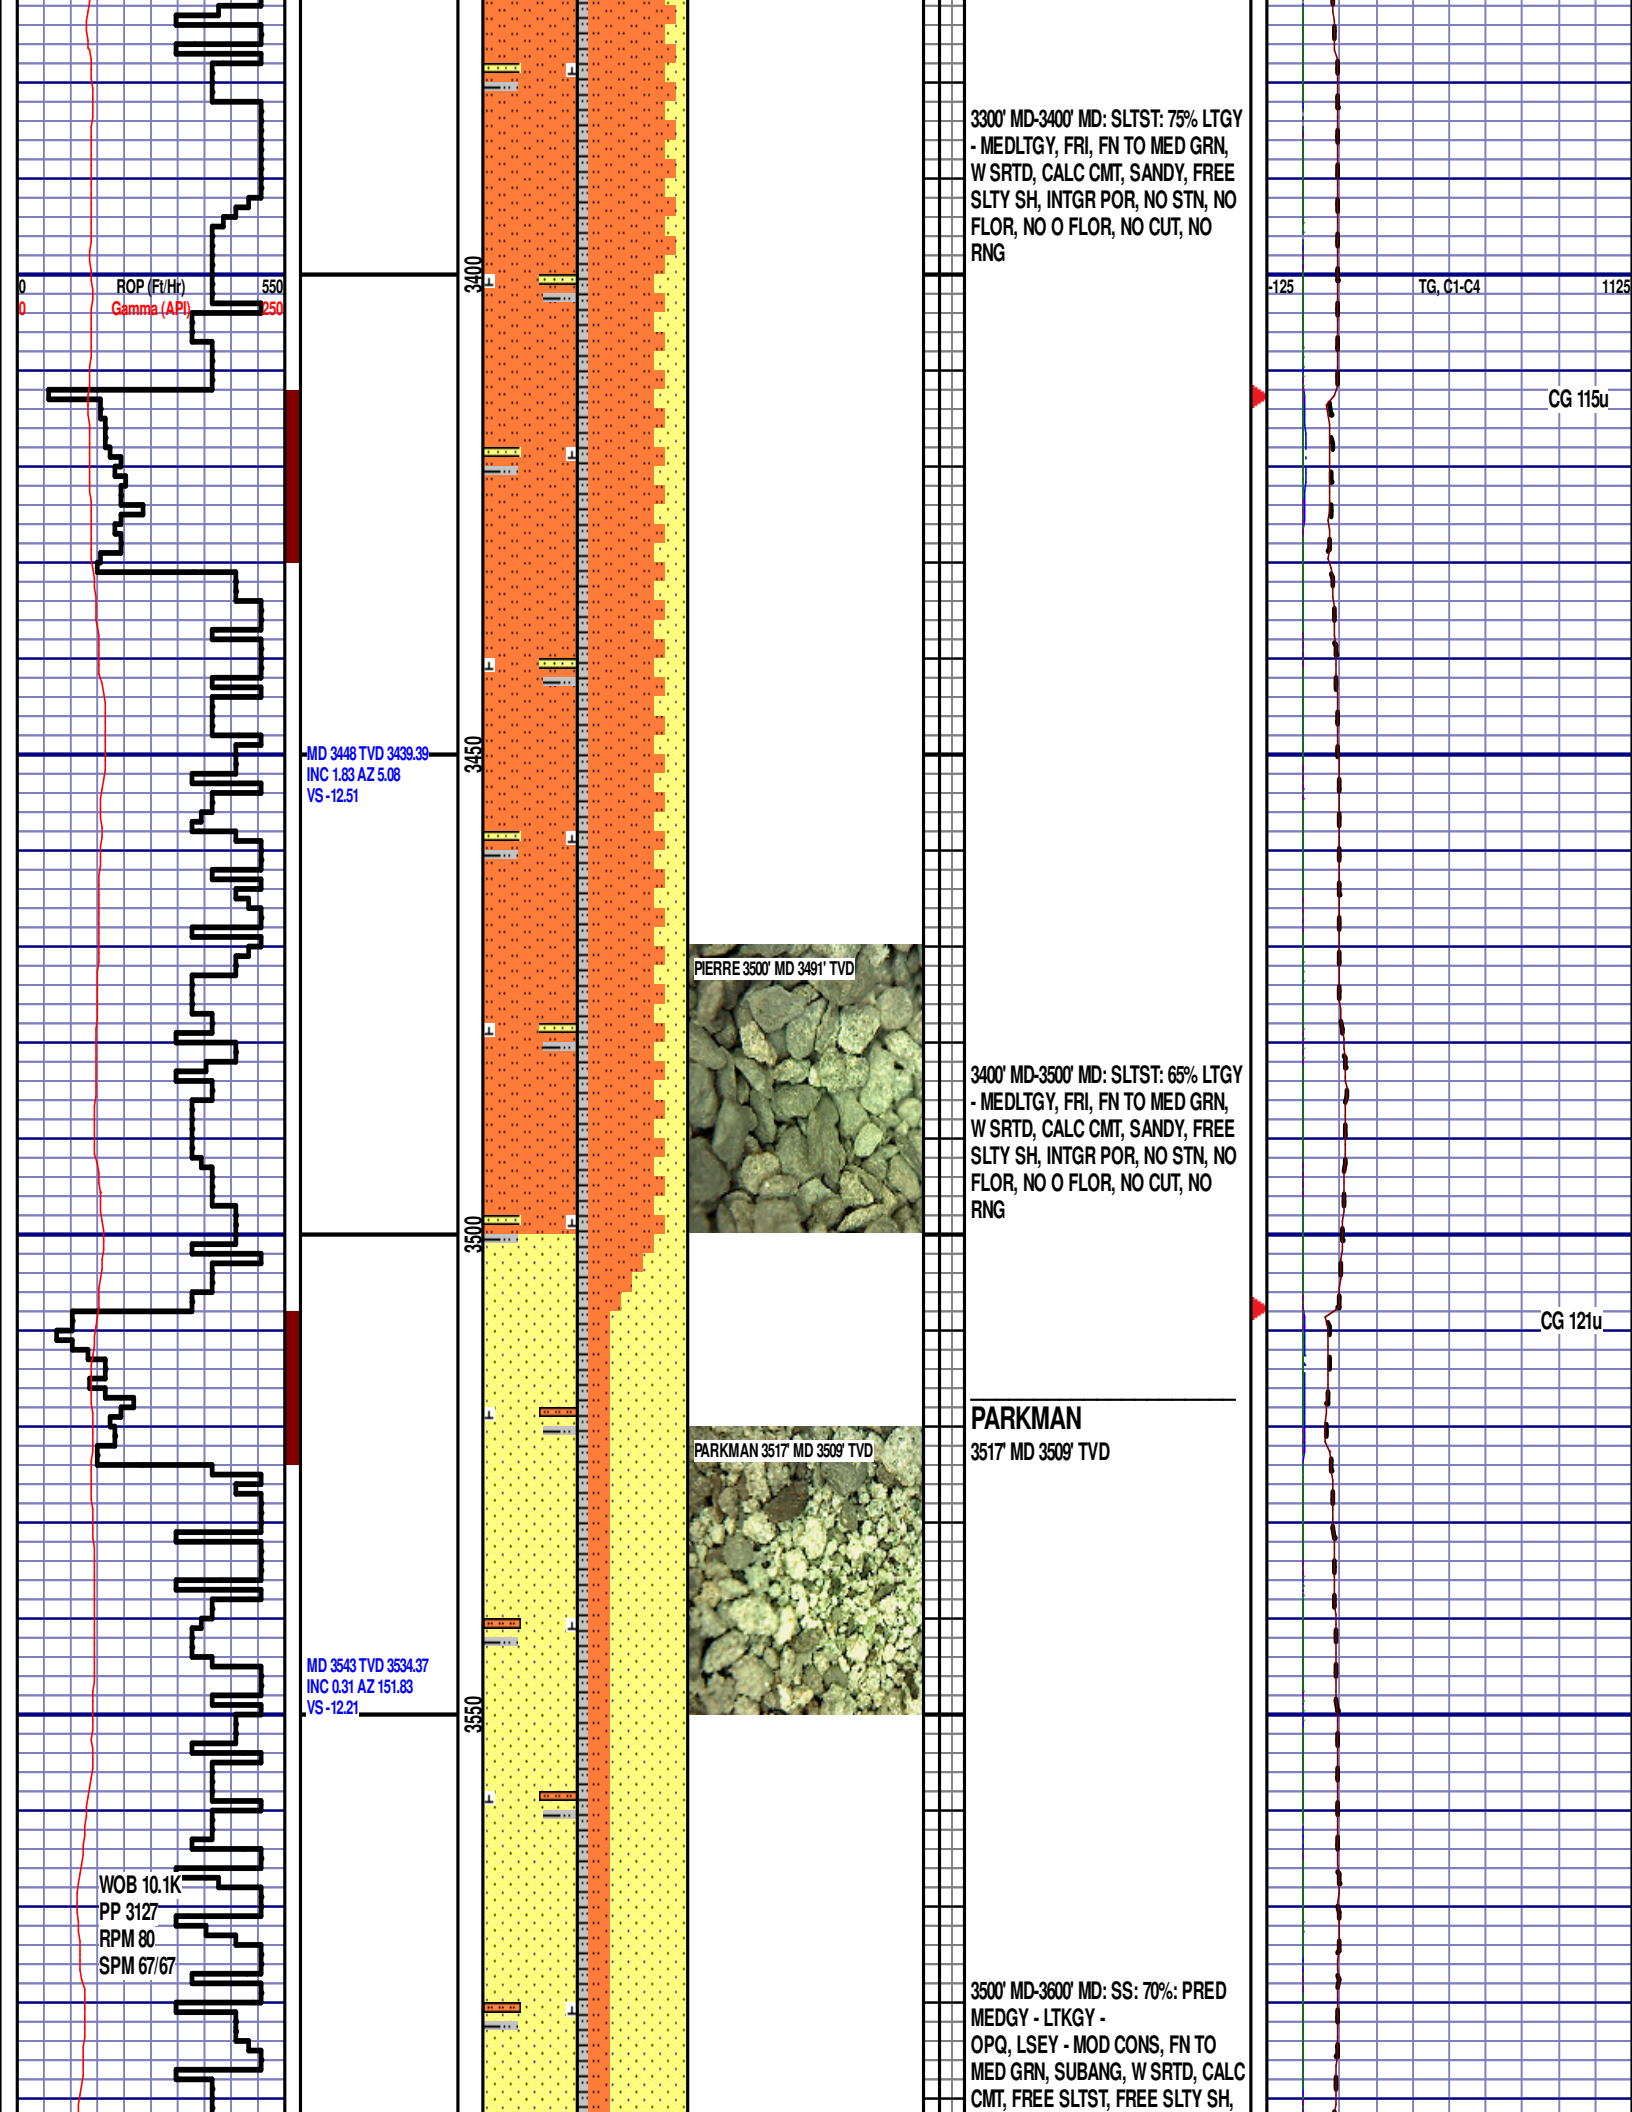 3300' MD-3400' MD: SLTST: 75% LTGY
- MEDLTGY, FRI, FN TO MED GRN,
W SRTD, CALC CMT, SANDY, FREE
SLTY SH, INTGR POR, NO STN, NO
FLOR, NO O FLOR, NO CUT, NO
RNG
3400
0 ROP (Ft/Hr) 550
0 Gamma (API) 250
-125 TG, C1-C4 1125
CG 115u
3450
MD 3448 TVD 3439.39
INC 1.83 AZ 5.08
VS -12.51
PIERRE 3500' MD 3491' TVD
3400' MD-3500' MD: SLTST: 65% LTGY
- MEDLTGY, FRI, FN TO MED GRN,
W SRTD, CALC CMT, SANDY, FREE
SLTY SH, INTGR POR, NO STN, NO
FLOR, NO O FLOR, NO CUT, NO
RNG
3500
CG 121u
PARKMAN
3517' MD 3509' TVD
PARKMAN 3517' MD 3509' TVD
MD 3543 TVD 3534.37
INC 0.31 AZ 151.83
VS -12.21
3550
WOB 10.1K
PP 3127
RPM 80
SPM 67/67
3500' MD-3600' MD: SS: 70%: PRED
MEDGY - LTKGY -
OPQ, LSEY - MOD CONS, FN TO
MED GRN, SUBANG, W SRTD, CALC
CMT, FREE SLTST, FREE SLTY SH,